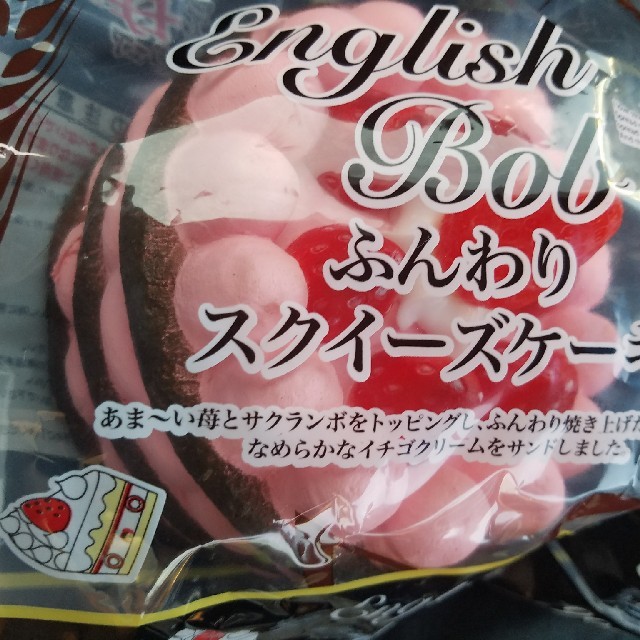 English
Bob
ふんわり
スクイーズケーキ
あま～い苺とサクランボをトッピングし、ふんわり焼き上げた
なめらかなイチゴクリームをサンドしました。